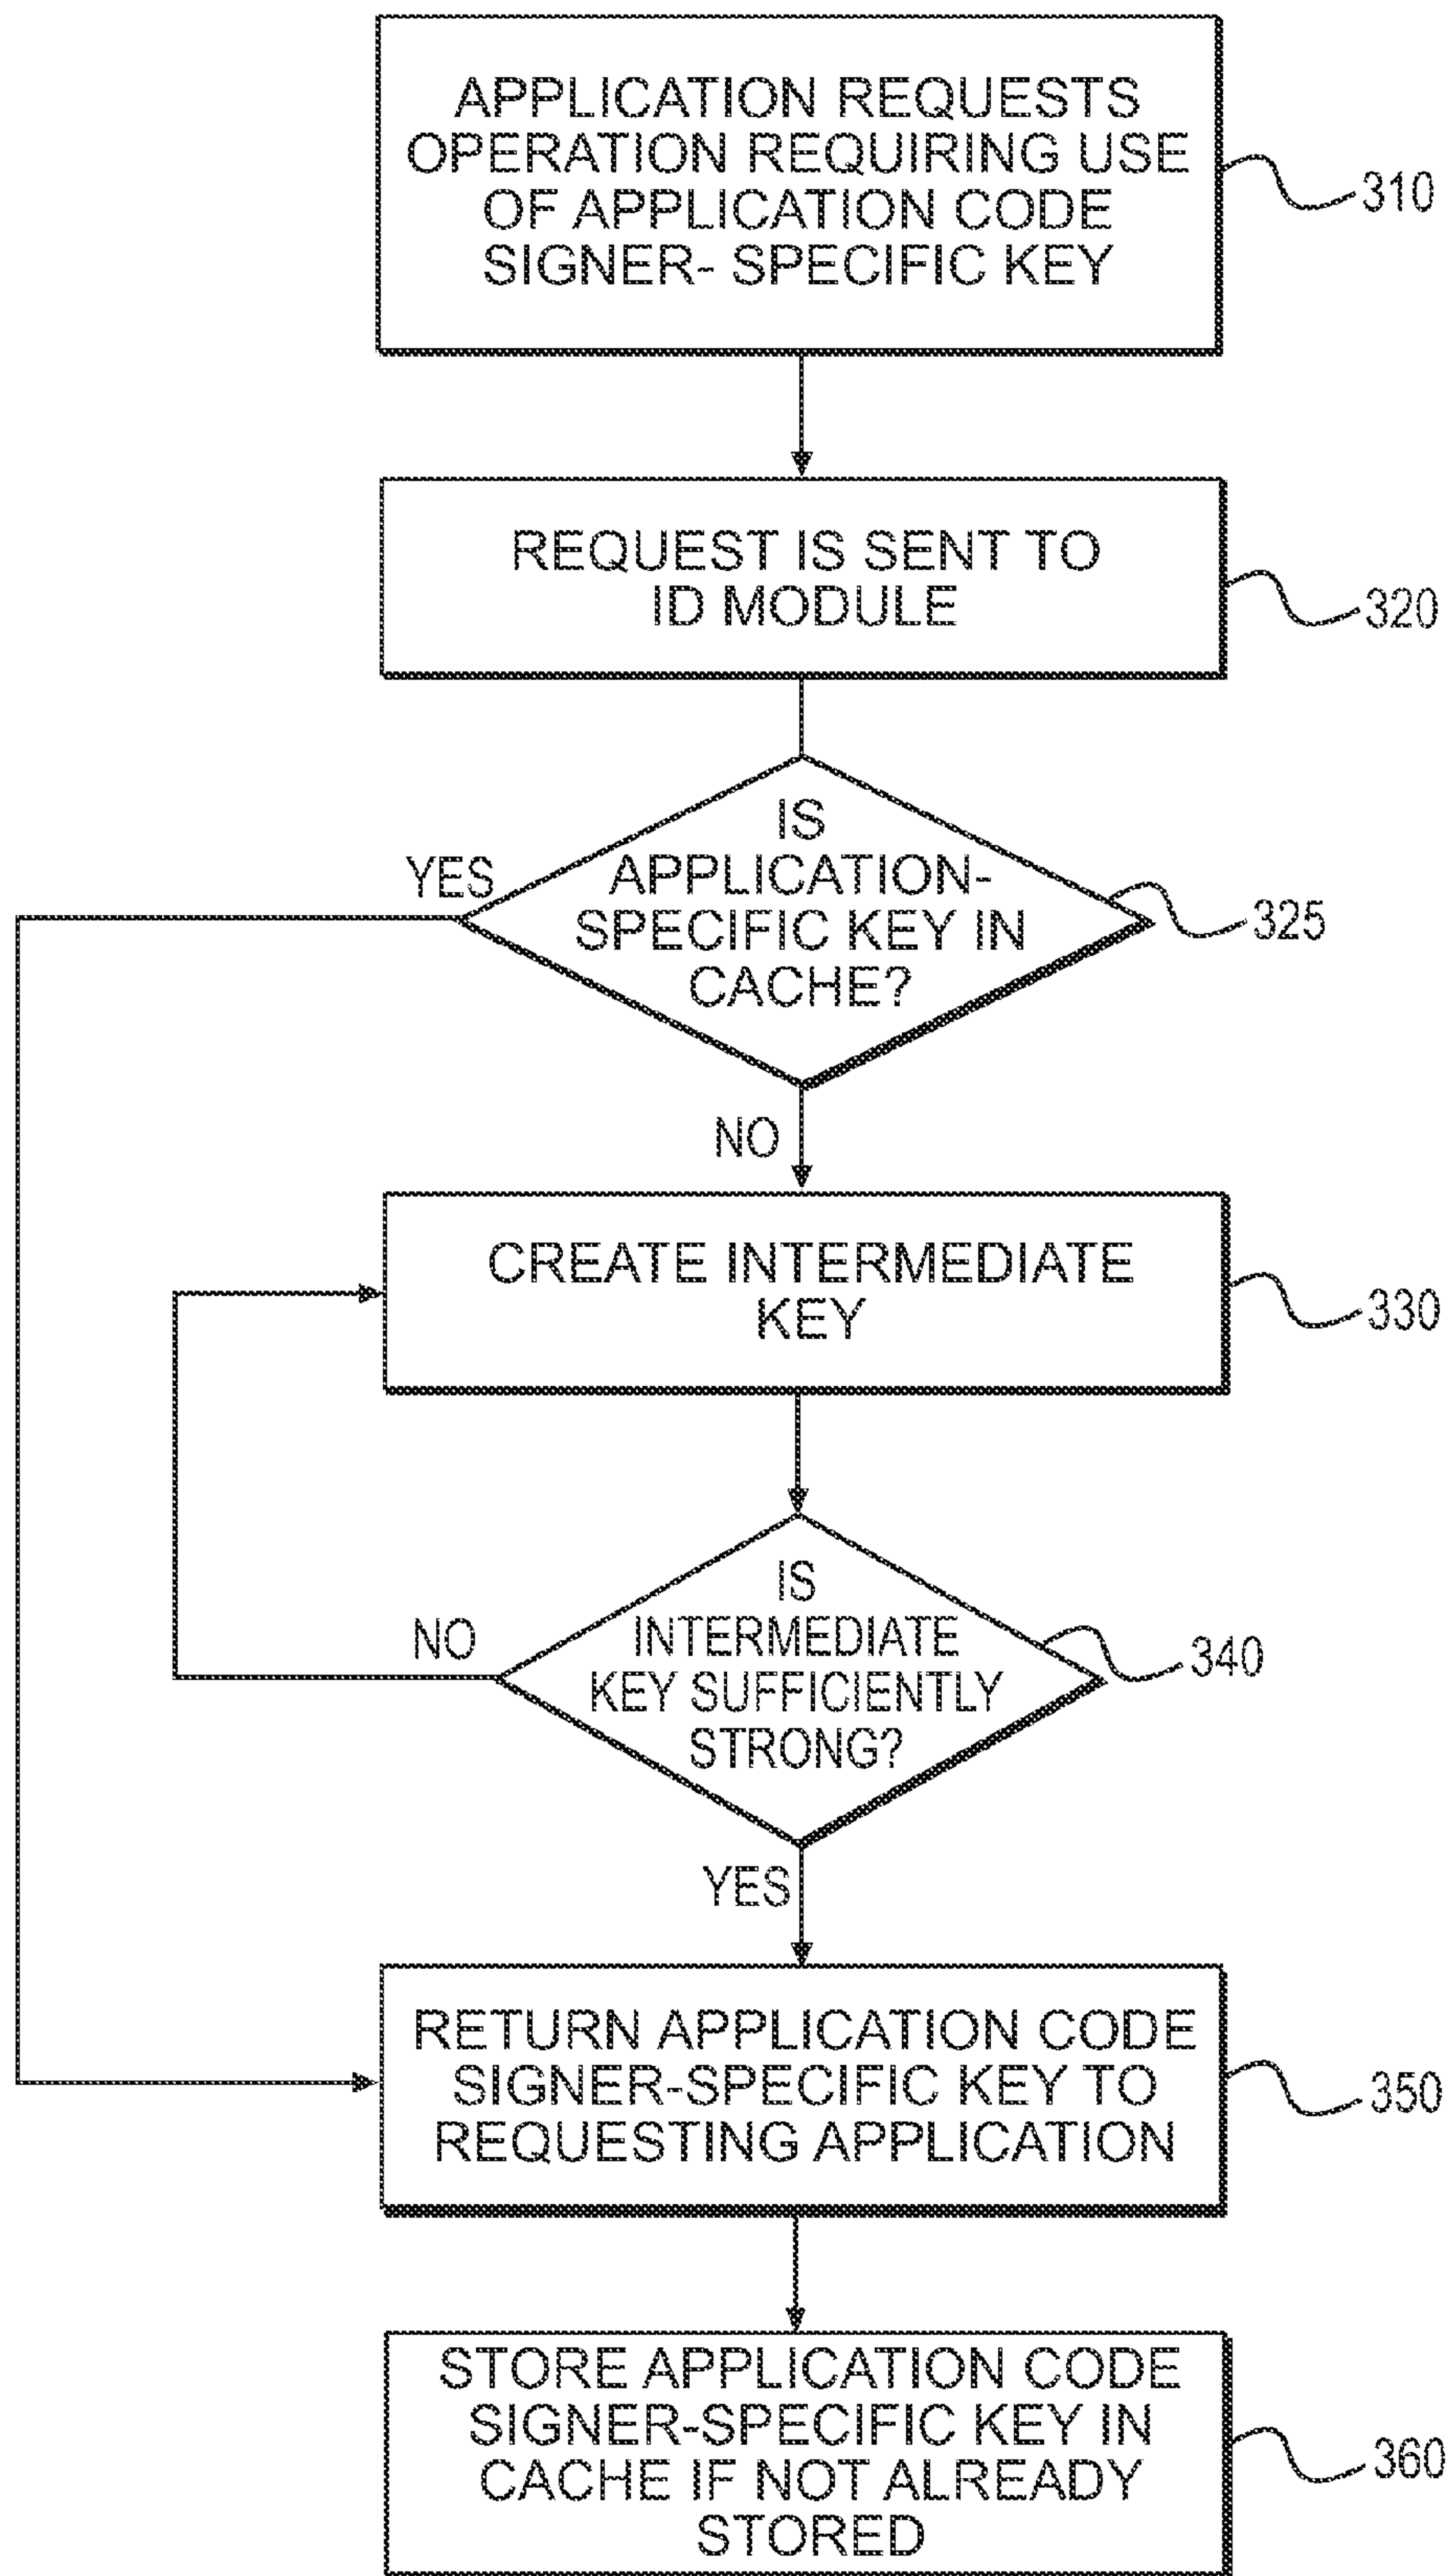 APPLICATION REQUESTS
OPERATION REQUIRING USE
OF APPLICATION CODE
SIGNER- SPECIFIC KEY
310
REQUEST IS SENT TO
ID MODULE
320
IS
APPLICATION-
SPECIFIC KEY IN
CACHE?
YES
325
NO
CREATE INTERMEDIATE
KEY
330
IS
INTERMEDIATE
KEY SUFFICIENTLY
STRONG?
NO
340
YES
RETURN APPLICATION CODE
SIGNER-SPECIFIC KEY TO
REQUESTING APPLICATION
350
STORE APPLICATION CODE
SIGNER-SPECIFIC KEY IN
CACHE IF NOT ALREADY
STORED
360